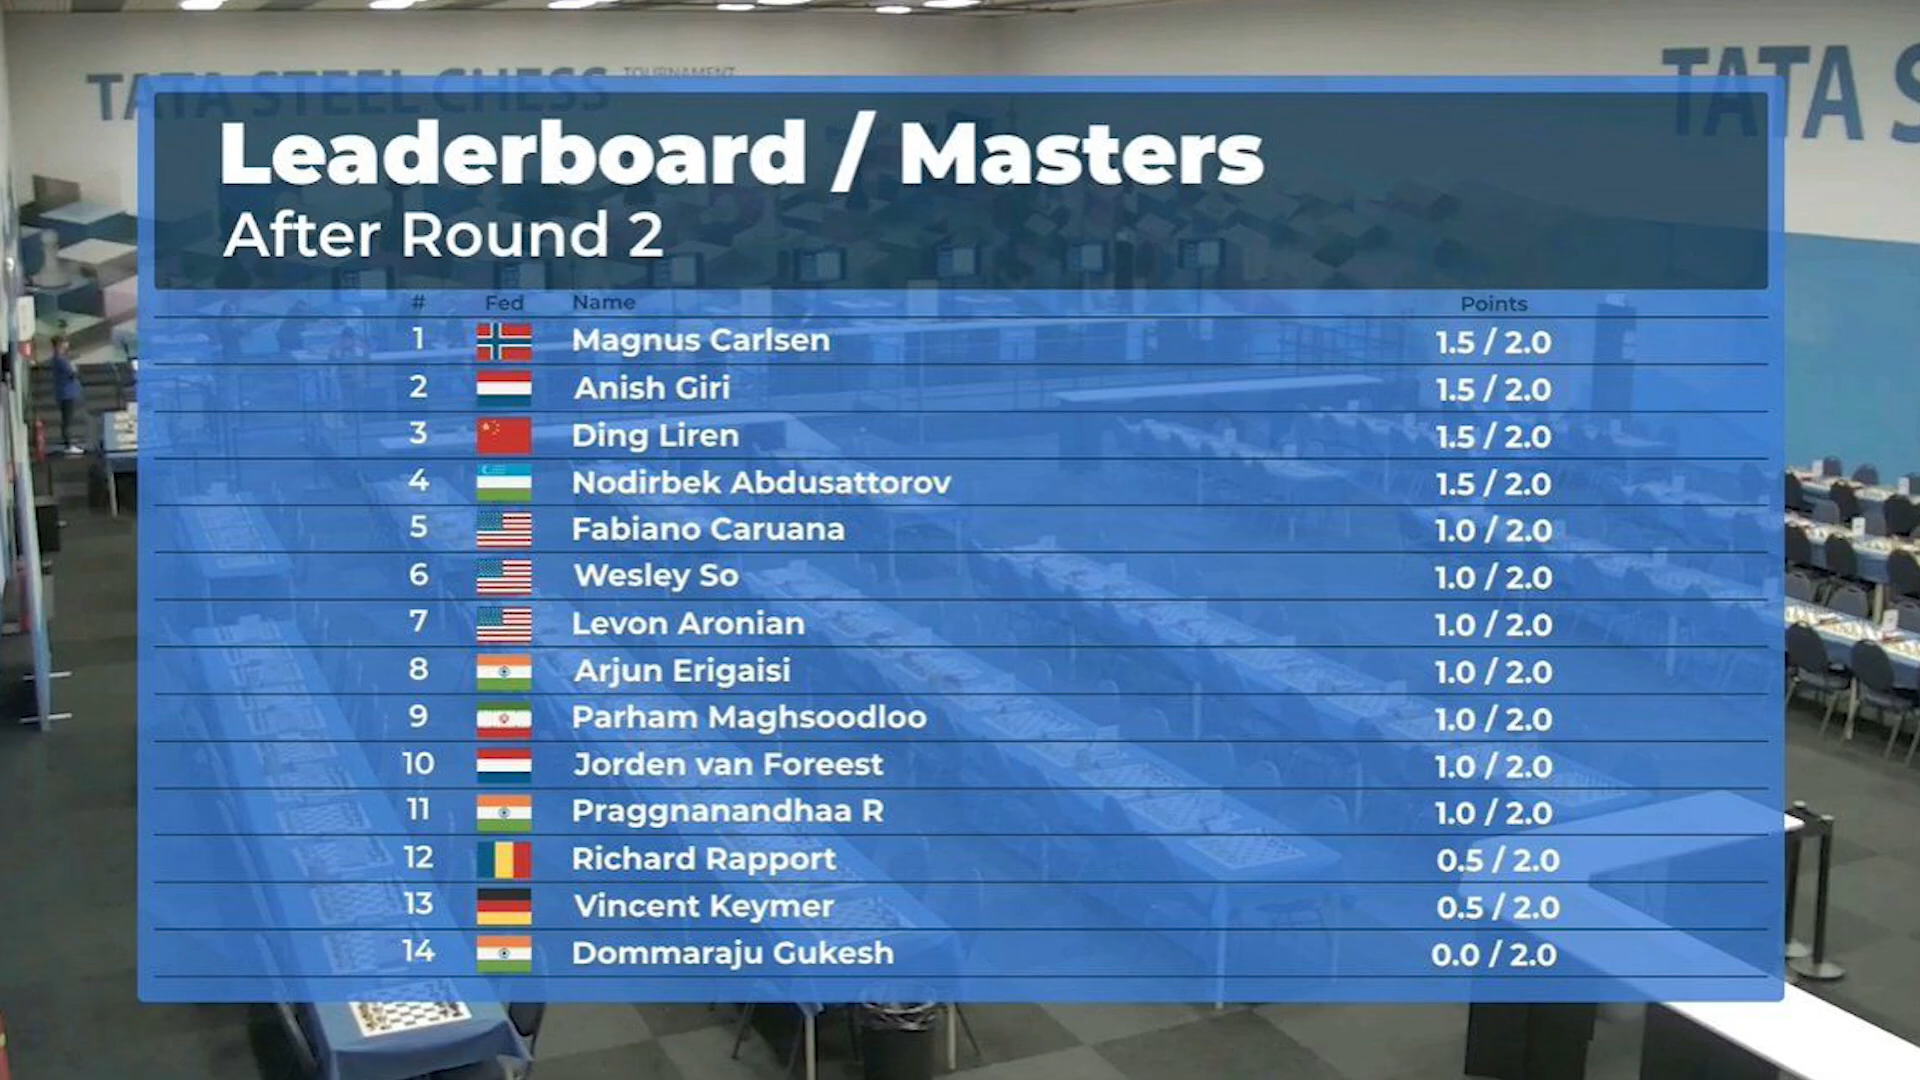 TATA STEEL CHESS TOURNAMENT
TATA S
Leaderboard / Masters
After Round 2
# Fed Name Points
1 Magnus Carlsen 1.5 / 2.0
2 Anish Giri 1.5 / 2.0
3 Ding Liren 1.5 / 2.0
4 Nodirbek Abdusattorov 1.5 / 2.0
5 Fabiano Caruana 1.0 / 2.0
6 Wesley So 1.0 / 2.0
7 Levon Aronian 1.0 / 2.0
8 Arjun Erigaisi 1.0 / 2.0
9 Parham Maghsoodloo 1.0 / 2.0
10 Jorden van Foreest 1.0 / 2.0
11 Praggnanandhaa R 1.0 / 2.0
12 Richard Rapport 0.5 / 2.0
13 Vincent Keymer 0.5 / 2.0
14 Dommaraju Gukesh 0.0 / 2.0